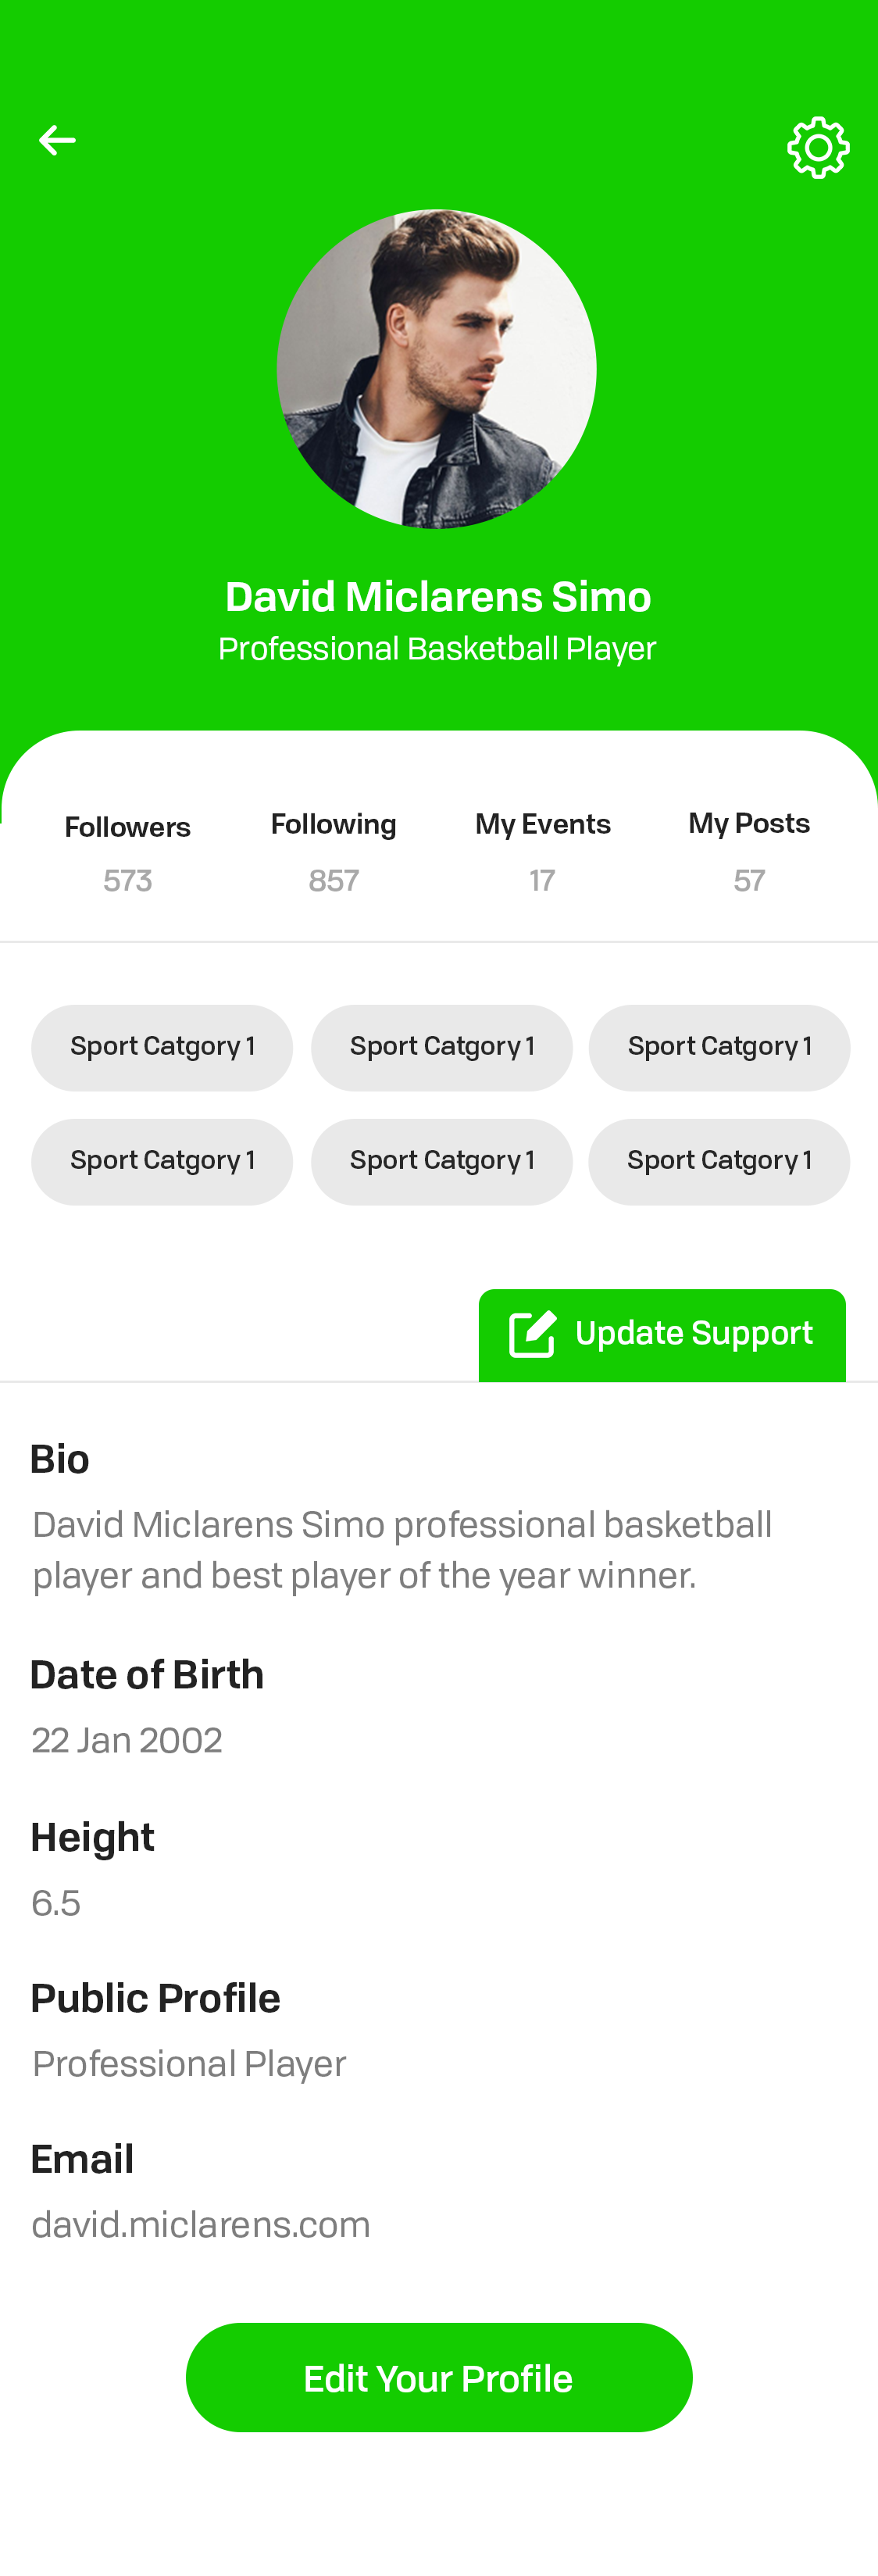 David Miclarens Simo
Professional Basketball Player
Followers Following My Events My Posts
573 857 17 57
Sport Catgory 1 Sport Catgory 1 Sport Catgory 1
Sport Catgory 1 Sport Catgory 1 Sport Catgory 1
Update Support
Bio
David Miclarens Simo professional basketball
player and best player of the year winner.
Date of Birth
22 Jan 2002
Height
6.5
Public Profile
Professional Player
Email
david.miclarens.com
Edit Your Profile